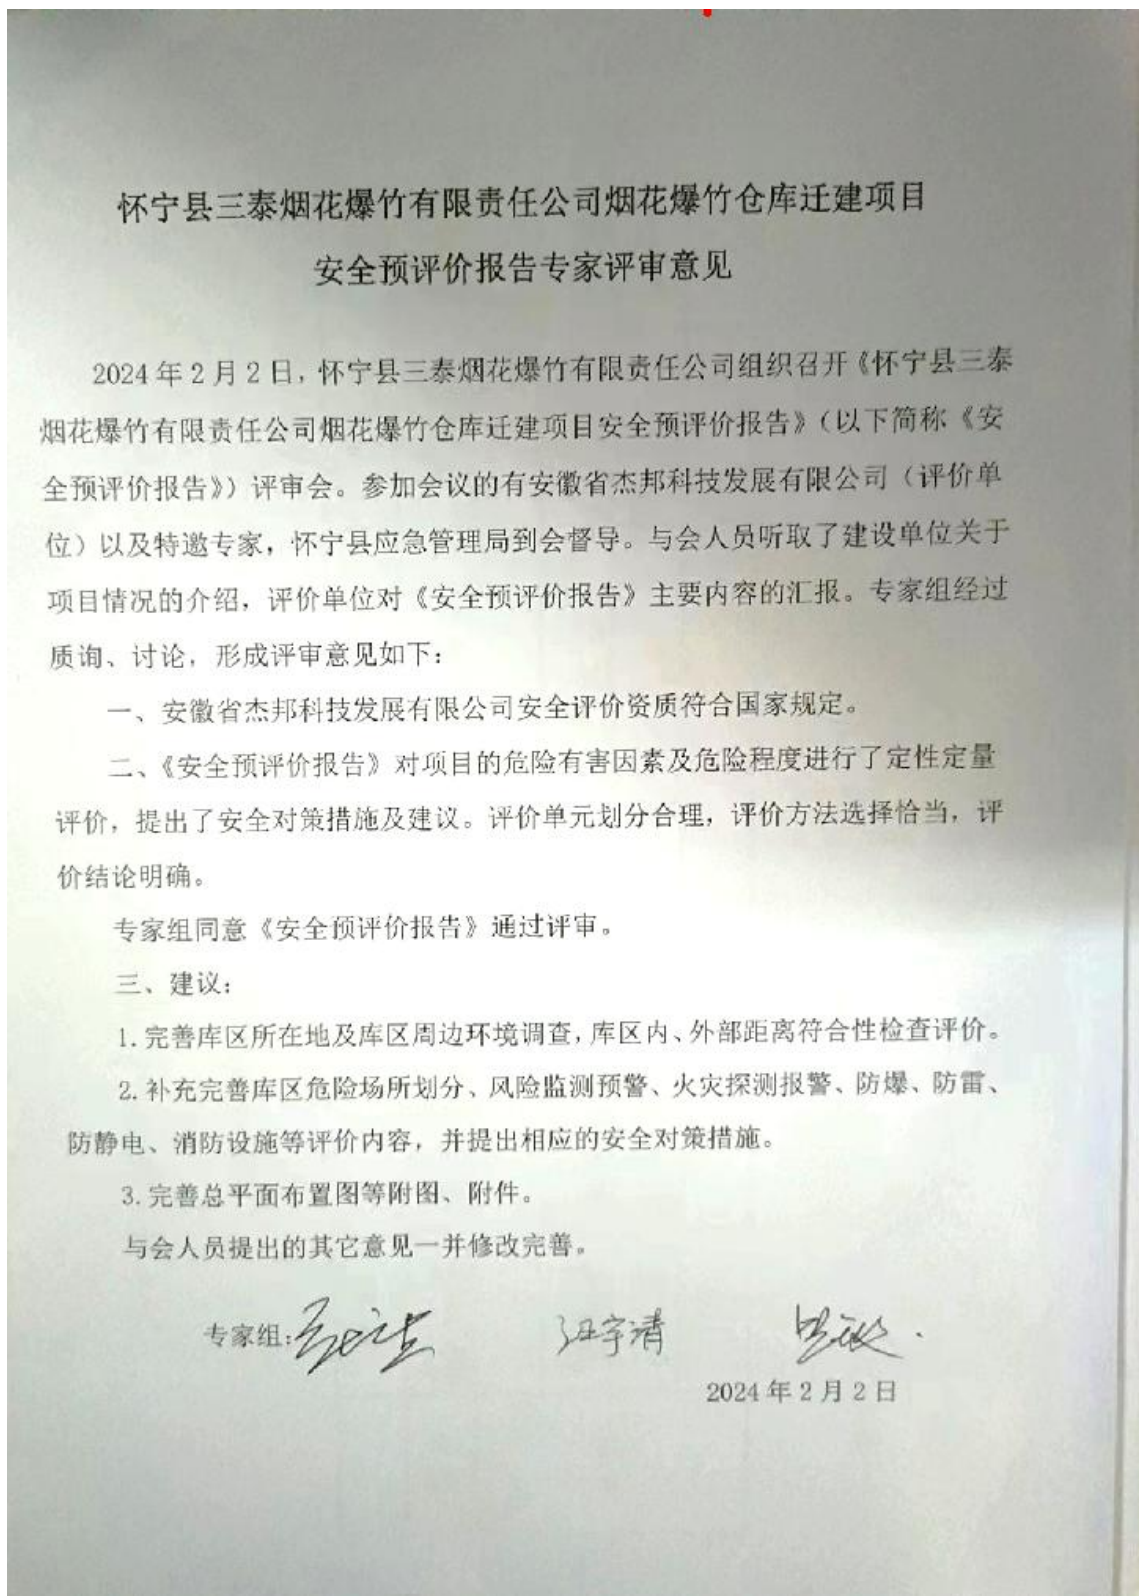 怀宁县三泰烟花爆竹有限责任公司烟花爆竹仓库迁建项目
安全预评价报告专家评审意见
2024年2月2日，怀宁县三泰烟花爆竹有限责任公司组织召开《怀宁县三泰
烟花爆竹有限责任公司烟花爆竹仓库迁建项目安全预评价报告》（以下简称《安
全预评价报告》）评审会。参加会议的有安徽省杰邦科技发展有限公司（评价单
位）以及特邀专家，怀宁县应急管理局到会督导。与会人员听取了建设单位关于
项目情况的介绍，评价单位对《安全预评价报告》主要内容的汇报。专家组经过
质询、讨论，形成评审意见如下：
一、安徽省杰邦科技发展有限公司安全评价资质符合国家规定。
二、《安全预评价报告》对项目的危险有害因素及危险程度进行了定性定量
评价，提出了安全对策措施及建议。评价单元划分合理，评价方法选择恰当，评
价结论明确。
专家组同意《安全预评价报告》通过评审。
三、建议：
1.完善库区所在地及库区周边环境调查，库区内、外部距离符合性检查评价。
2.补充完善库区危险场所划分、风险监测预警、火灾探测报警、防爆、防雷、
防静电、消防设施等评价内容，并提出相应的安全对策措施。
3.完善总平面布置图等附图、附件。
与会人员提出的其它意见一并修改完善。
专家组： 汪宇清
2024年2月2日